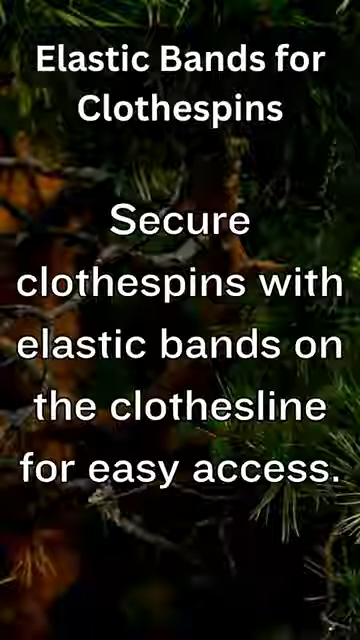 Elastic Bands for
Clothespins
Secure
clothespins with
elastic bands on
the clothesline
for easy access.